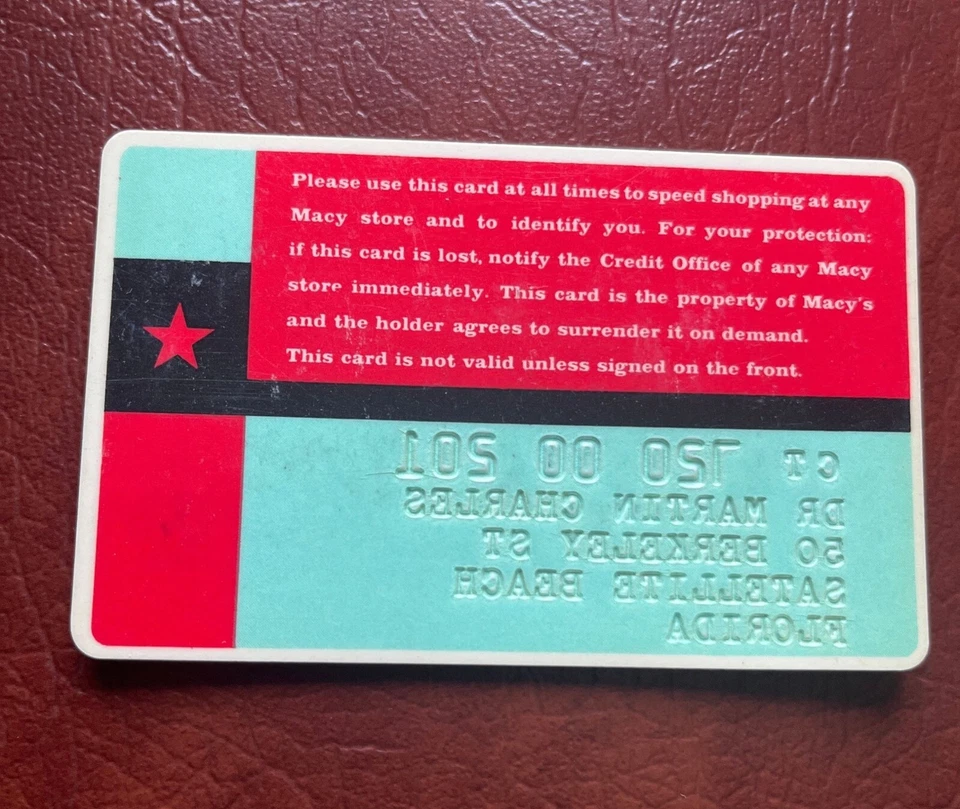 Please use this card at all times to speed shopping at any
Macy store and to identify you. For your protection:
if this card is lost, notify the Credit Office of any Macy
store immediately. This card is the property of Macy's
and the holder agrees to surrender it on demand.
This card is not valid unless signed on the front.
CT 720 00 201
DR MARTIN CHARLES
50 BERKELEY ST
SATELLITE BEACH
FLORIDA